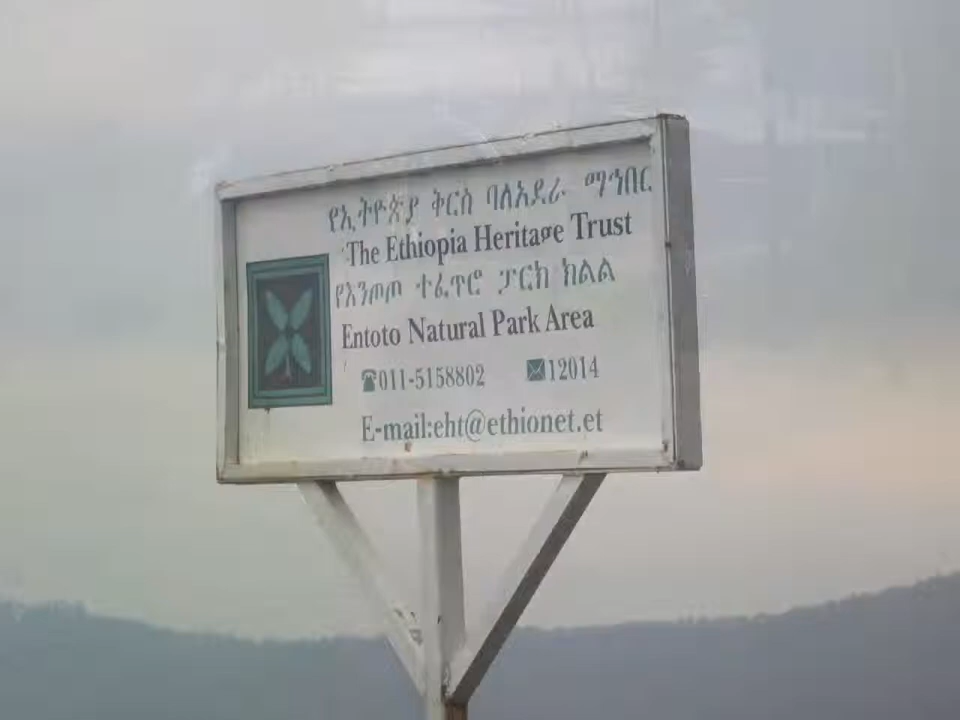 የኢትዮጵያ ቅርስ ባለአደራ ማኅበር
The Ethiopia Heritage Trust
የእንጦጦ ተፈጥሮ ፓርክ ክልል
Entoto Natural Park Area
011-5158802 12014
E-mail:eht@ethionet.et